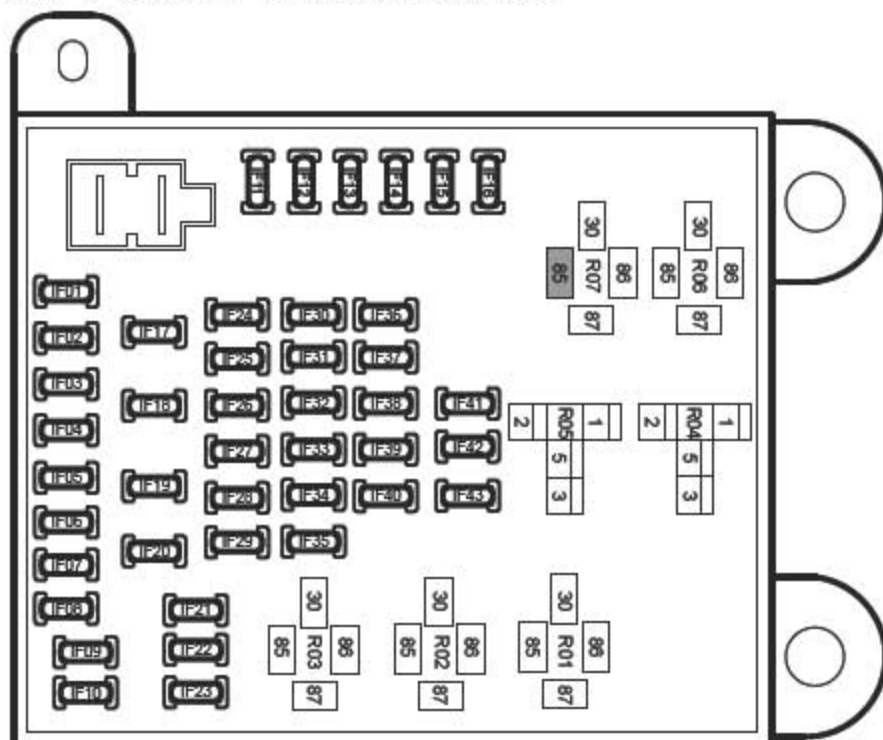 IF11 IF12 IF13 IF14 IF15 IF16
30 30
85 R07 86 85 R06 86
87 87
IF01
IF02
IF03
IF04
IF05
IF06
IF07
IF08
IF09
IF10
IF17
IF18
IF19
IF20
IF21
IF22
IF23
IF24
IF25
IF26
IF27
IF28
IF29
IF30
IF31
IF32
IF33
IF34
IF35
IF36
IF37
IF38
IF39
IF40
IF41
IF42
IF43
2 R05 1 2 R04 1
5 5
3 3
30 30 30
85 R03 86 85 R02 86 85 R01 86
87 87 87